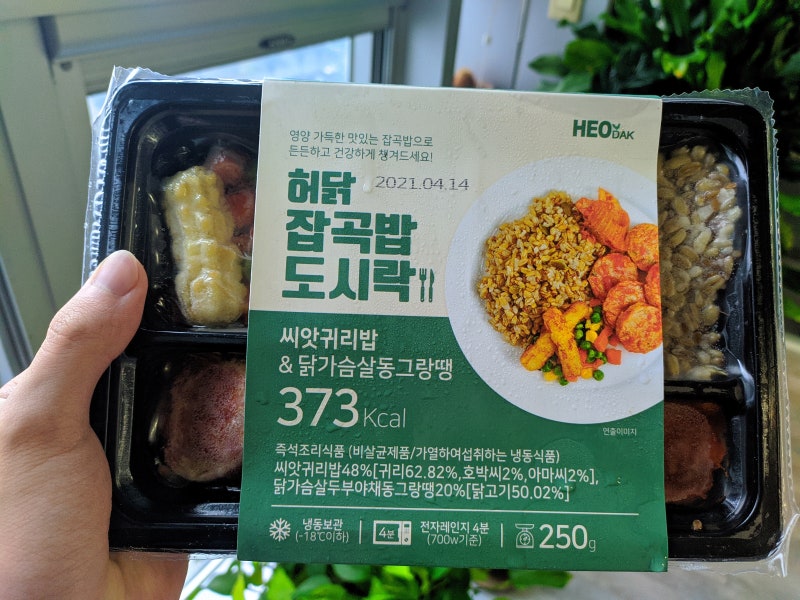 영양 가득한 맛있는 잡곡밥으로
든든하고 건강하게 챙겨드세요!
HEO DAK
허닭
2021.04.14
잡곡밥
도시락
씨앗귀리밥
& 닭가슴살동그랑땡
373Kcal
연출이미지
즉석조리식품 (비살균제품/가열하여섭취하는 냉동식품)
씨앗귀리밥48%[귀리62.82%,호박씨2%,아마씨2%],
닭가슴살두부야채동그랑땡20%[닭고기50.02%]
냉동보관
(-18℃이하)
4분
전자레인지 4분
(700w기준)
250g